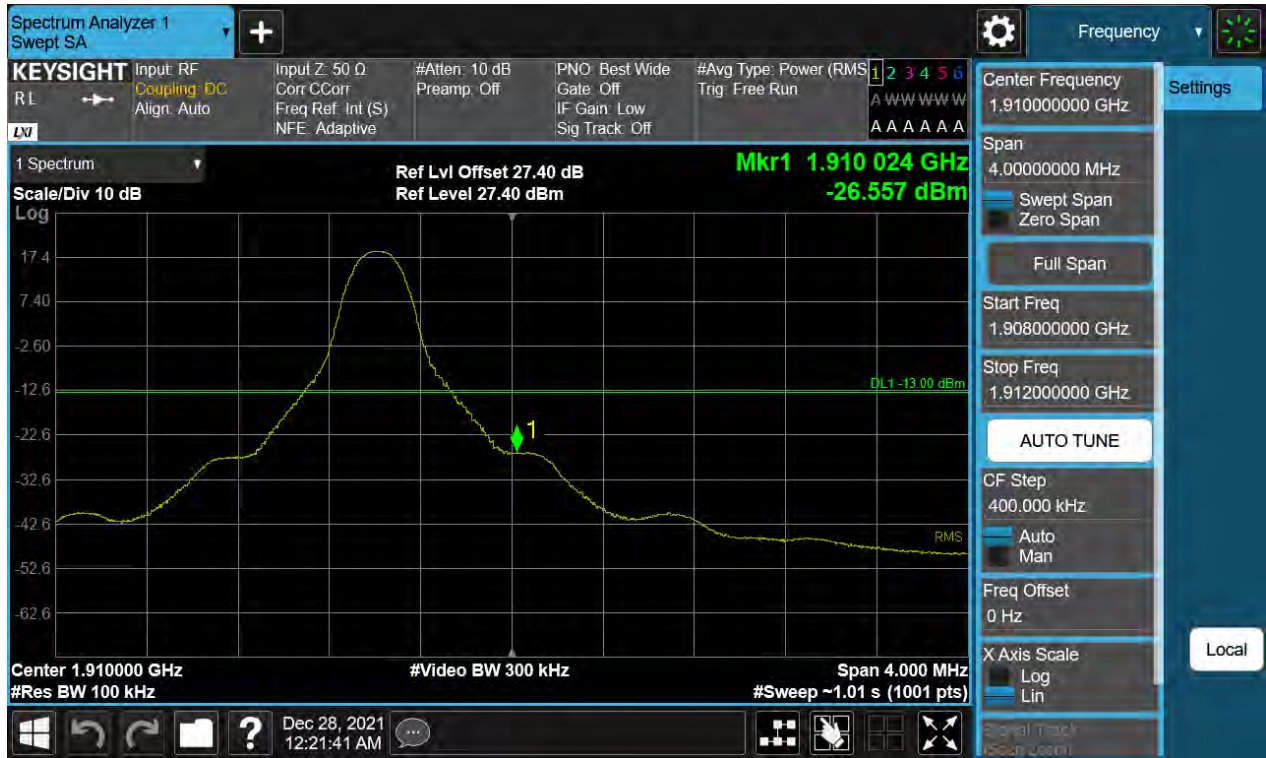 Spectrum Analyzer 1
Swept SA
Frequency
KEYSIGHT
RL
LXI
Input: RF
Coupling: DC
Align: Auto
Input Z: 50 Ω
Corr CCorr
Freq Ref: Int (S)
NFE: Adaptive
#Atten: 10 dB
Preamp: Off
PNO: Best Wide
Gate: Off
IF Gain: Low
Sig Track: Off
#Avg Type: Power (RMS
Trig: Free Run
1 2 3 4 5 6
A W W W W W
A A A A A A
1 Spectrum
Scale/Div 10 dB
Log
Ref Lvl Offset 27.40 dB
Ref Level 27.40 dBm
Mkr1 1.910 024 GHz
-26.557 dBm
17.4
7.40
-2.60
-12.6
-22.6
-32.6
-42.6
-52.6
-62.6
DL1 -13.00 dBm
1
RMS
Center 1.910000 GHz
#Res BW 100 kHz
#Video BW 300 kHz
Span 4.000 MHz
#Sweep ~1.01 s (1001 pts)
Center Frequency
1.910000000 GHz
Span
4.00000000 MHz
Swept Span
Zero Span
Full Span
Start Freq
1.908000000 GHz
Stop Freq
1.912000000 GHz
AUTO TUNE
CF Step
400.000 kHz
Auto
Man
Freq Offset
0 Hz
X Axis Scale
Log
Lin
Signal Track
(Span Zoom)
Settings
Local
?
Dec 28, 2021
12:21:41 AM